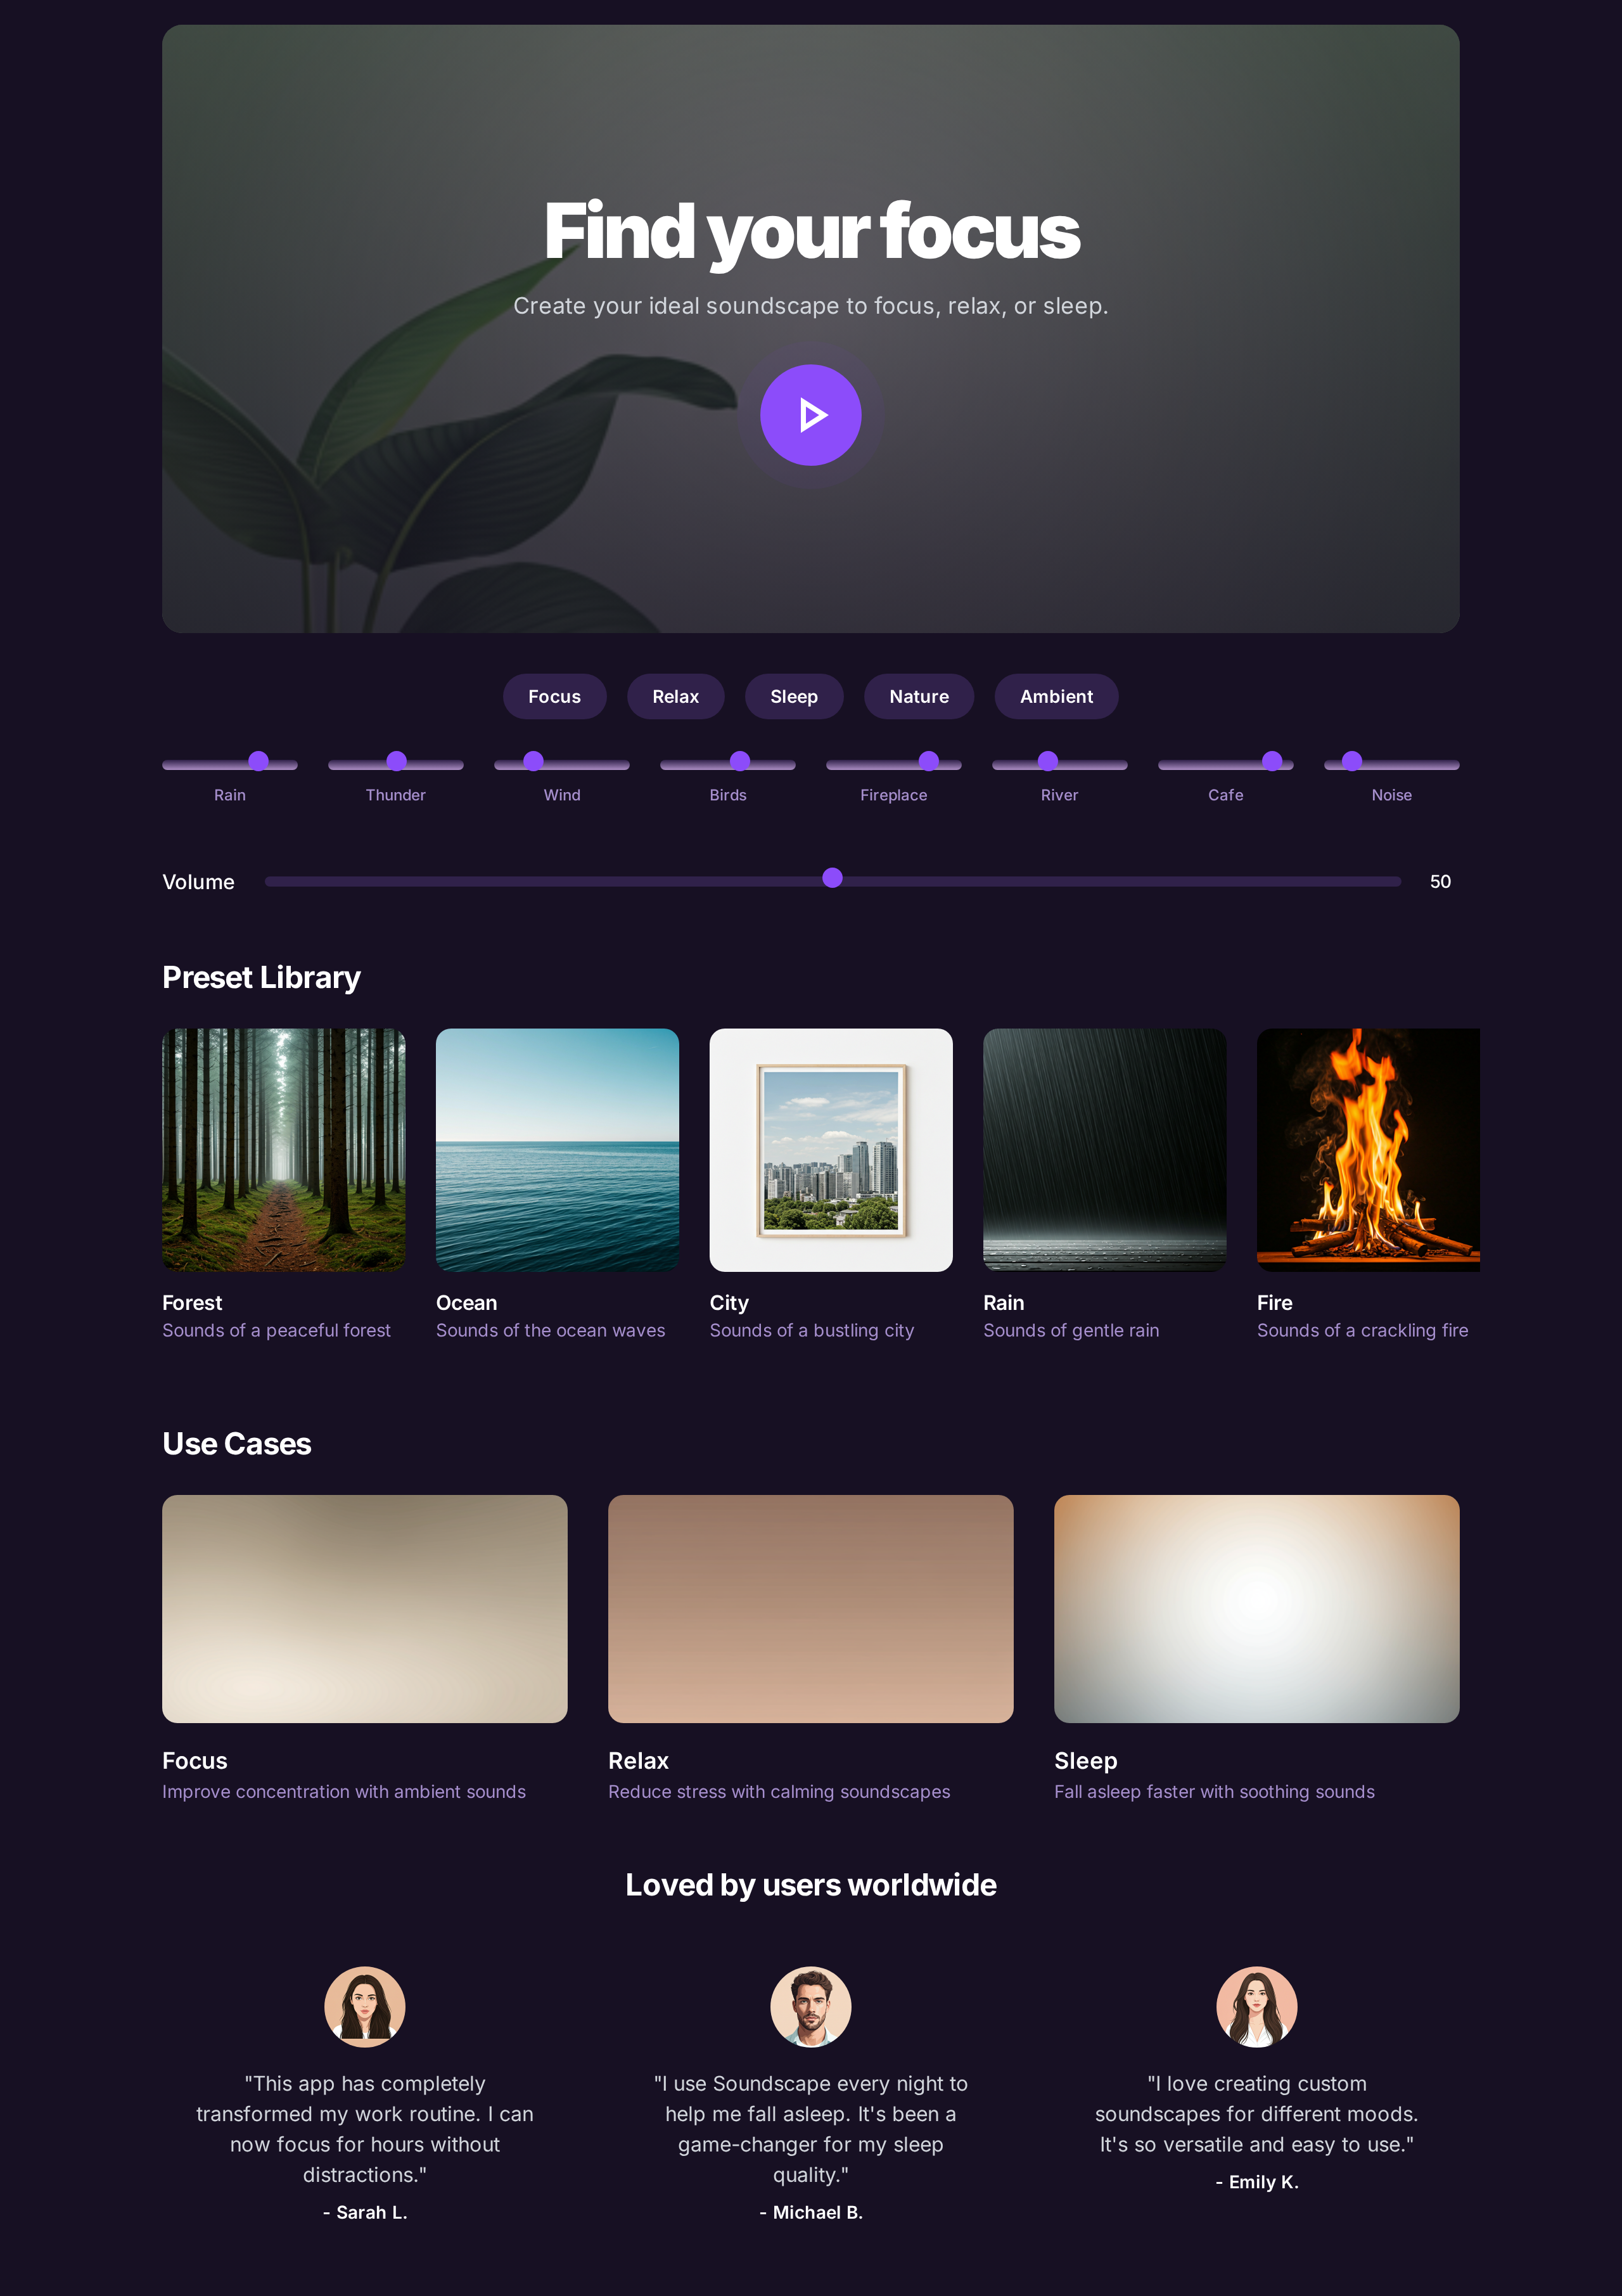 Find your focus
Create your ideal soundscape to focus, relax, or sleep.
Focus
Relax
Sleep
Nature
Ambient
Rain
Thunder
Wind
Birds
Fireplace
River
Cafe
Noise
Volume
50
Preset Library
Forest
Sounds of a peaceful forest
Ocean
Sounds of the ocean waves
City
Sounds of a bustling city
Rain
Sounds of gentle rain
Fire
Sounds of a crackling fire
Use Cases
Focus
Improve concentration with ambient sounds
Relax
Reduce stress with calming soundscapes
Sleep
Fall asleep faster with soothing sounds
Loved by users worldwide
"This app has completely
transformed my work routine. I can
now focus for hours without
distractions."
- Sarah L.
"I use Soundscape every night to
help me fall asleep. It's been a
game-changer for my sleep
quality."
- Michael B.
"I love creating custom
soundscapes for different moods.
It's so versatile and easy to use."
- Emily K.